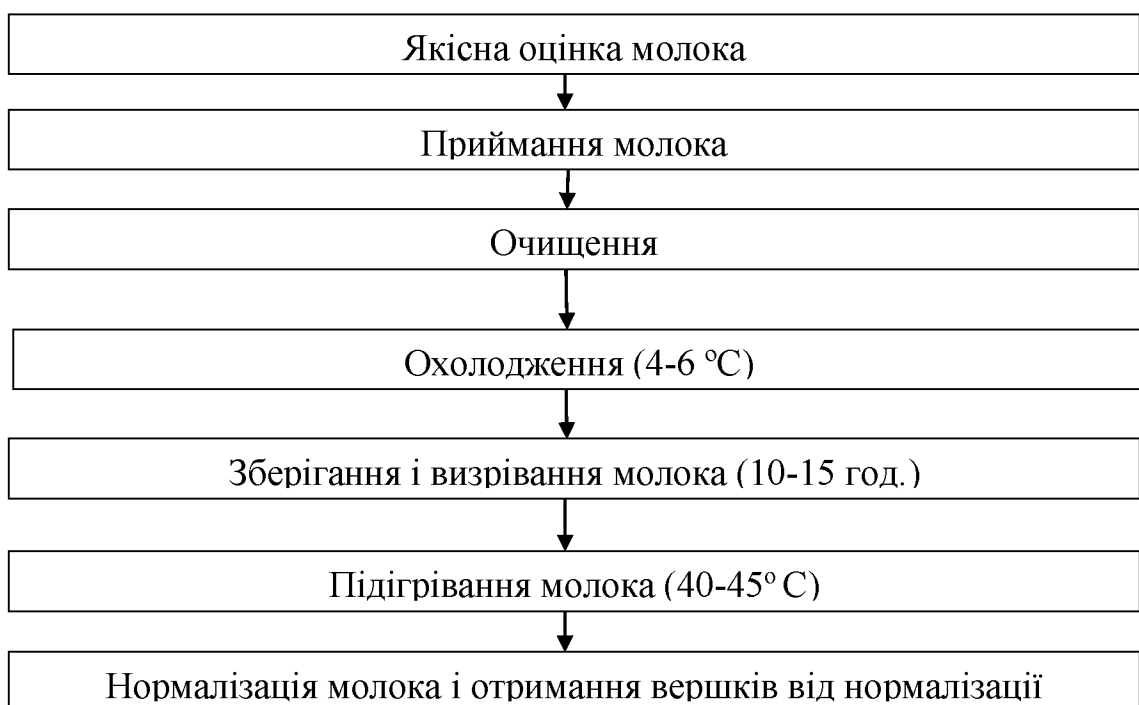 Якісна оцінка молока
Приймання молока
Очищення
Охолодження (4-6 ºС)
Зберігання і визрівання молока (10-15 год.)
Підігрівання молока (40-45º С)
Нормалізація молока і отримання вершків від нормалізації